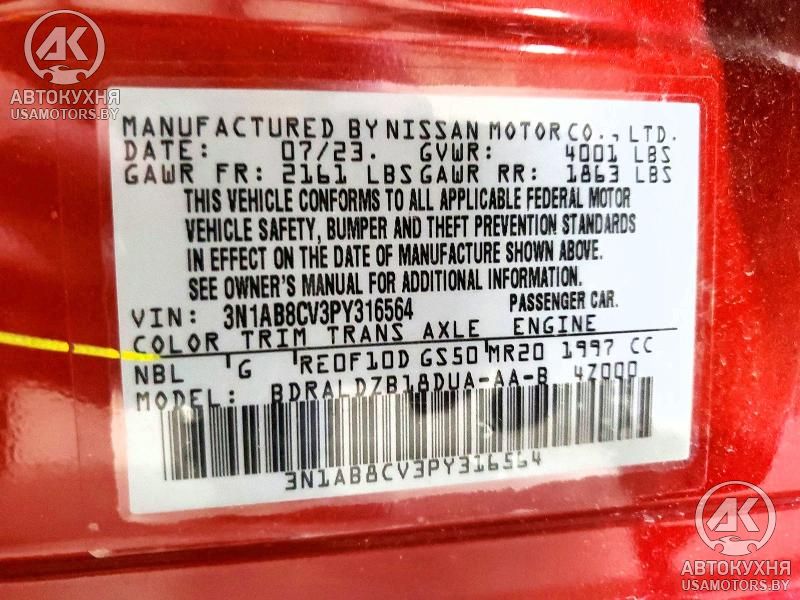 AK
АВТОКУХНЯ
USAMOTORS.BY
MANUFACTURED BY NISSAN MOTOR CO., LTD.
DATE: 07/23. GVWR: 4001 LBS
GAWR FR: 2161 LBS GAWR RR: 1863 LBS
THIS VEHICLE CONFORMS TO ALL APPLICABLE FEDERAL MOTOR
VEHICLE SAFETY, BUMPER AND THEFT PREVENTION STANDARDS
IN EFFECT ON THE DATE OF MANUFACTURE SHOWN ABOVE.
SEE OWNER'S MANUAL FOR ADDITIONAL INFORMATION.
VIN: 3N1AB8CV3PY316564 PASSENGER CAR.
COLOR TRIM TRANS AXLE ENGINE
NBL G RE0F10D GS50 MR20 1997 CC
MODEL: BDRALDZB18DUA-AA-B 4Z000
3N1AB8CV3PY316564
AK
АВТОКУХНЯ
USAMOTORS.BY